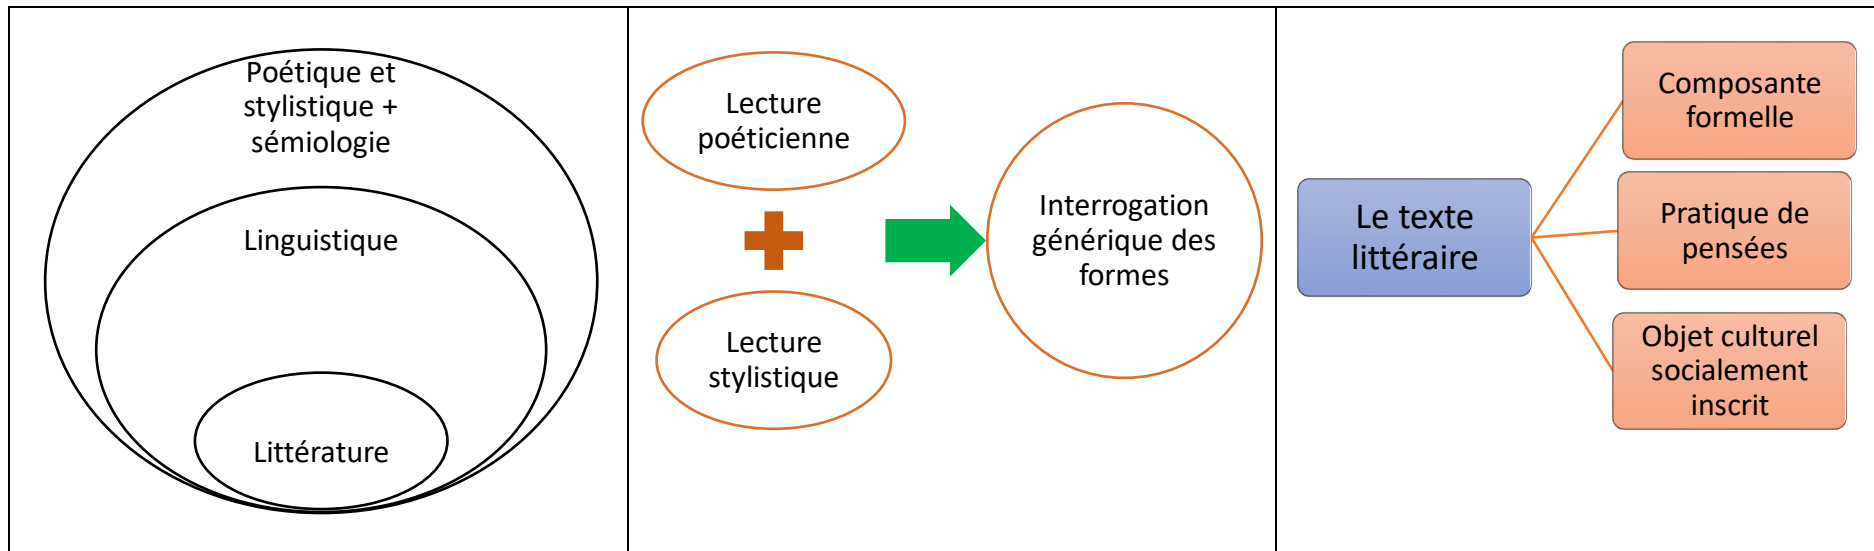 Poétique et
stylistique +
sémiologie
Linguistique
Littérature
Lecture
poéticienne
Lecture
stylistique
Interrogation
générique des
formes
Le texte
littéraire
Composante
formelle
Pratique de
pensées
Objet culturel
socialement
inscrit